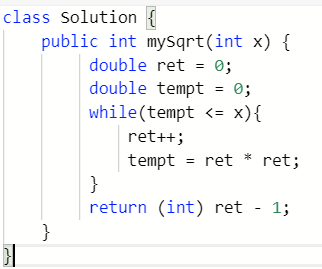 class Solution {
    public int mySqrt(int x) {
        double ret = 0;
        double tempt = 0;
        while(tempt <= x){
            ret++;
            tempt = ret * ret;
        }
        return (int) ret - 1;
    }
}